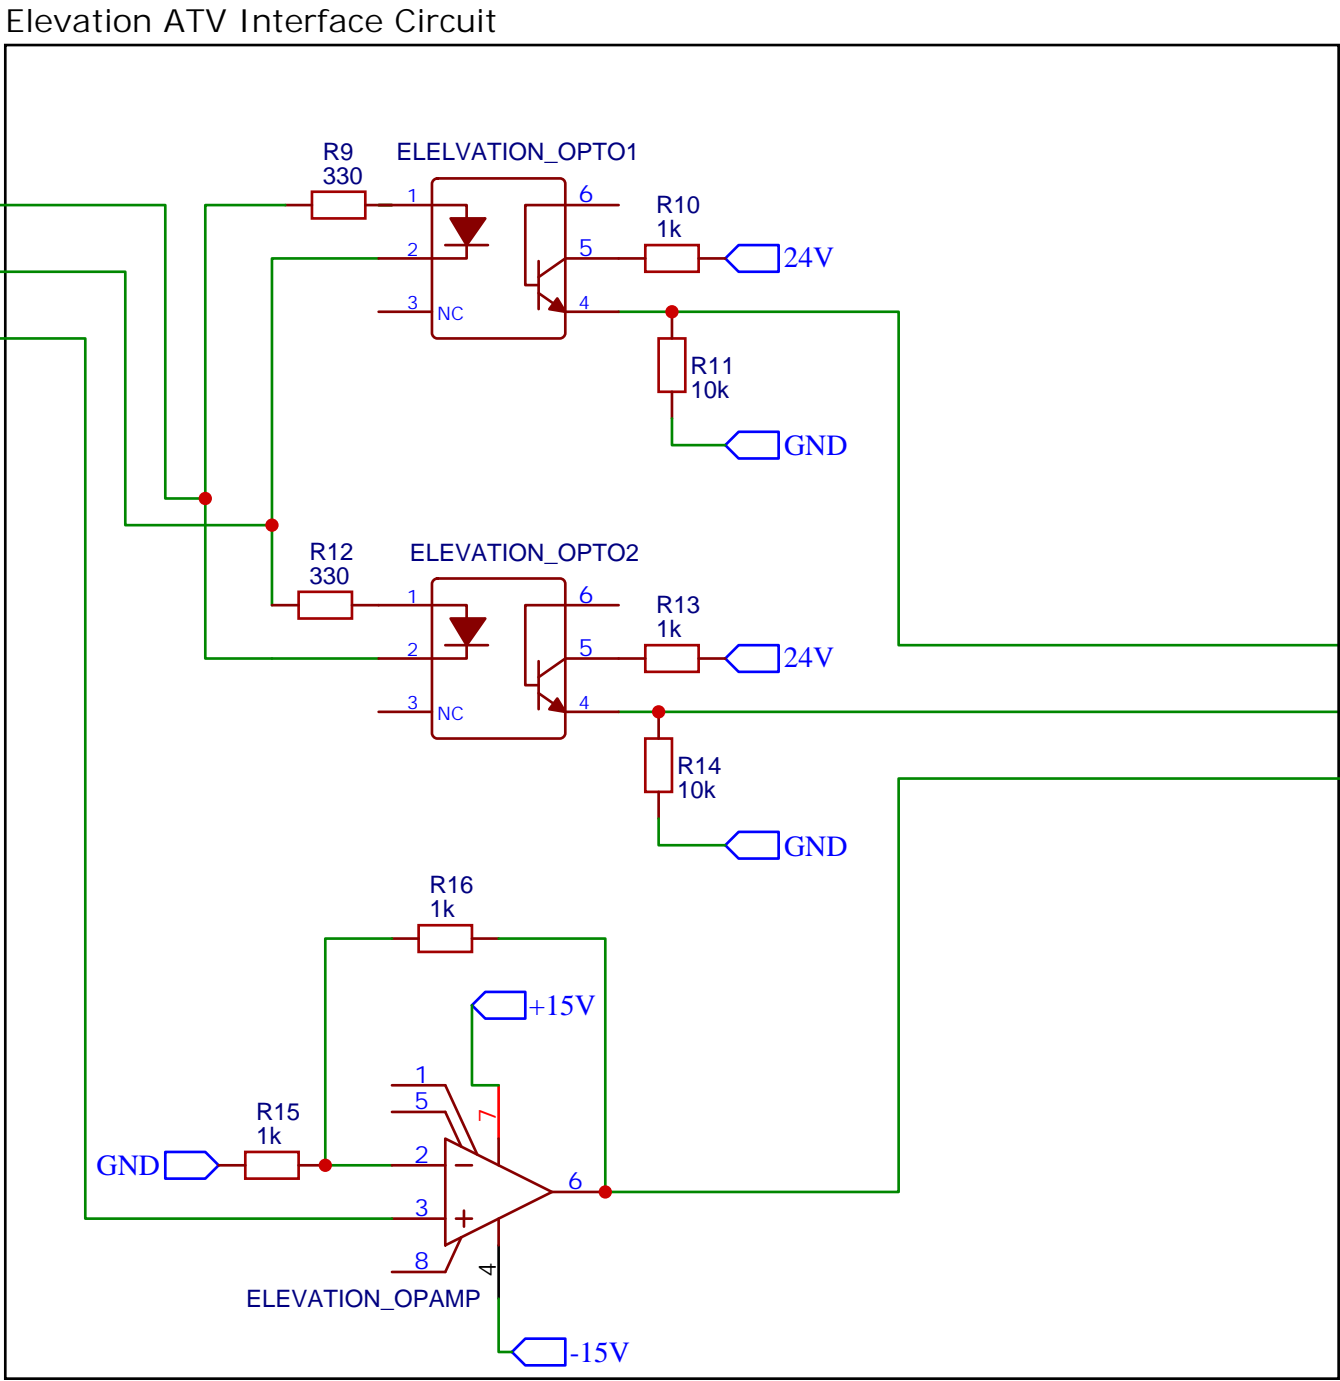 Elevation ATV Interface Circuit
R9
330
ELELVATION_OPTO1
1
2
3
NC
6
5
4
R10
1k
24V
R11
10k
GND
R12
330
ELEVATION_OPTO2
1
2
3
NC
6
5
4
R13
1k
24V
R14
10k
GND
R16
1k
+15V
1
5
7
R15
1k
GND
2
3
8
6
4
ELEVATION_OPAMP
-15V